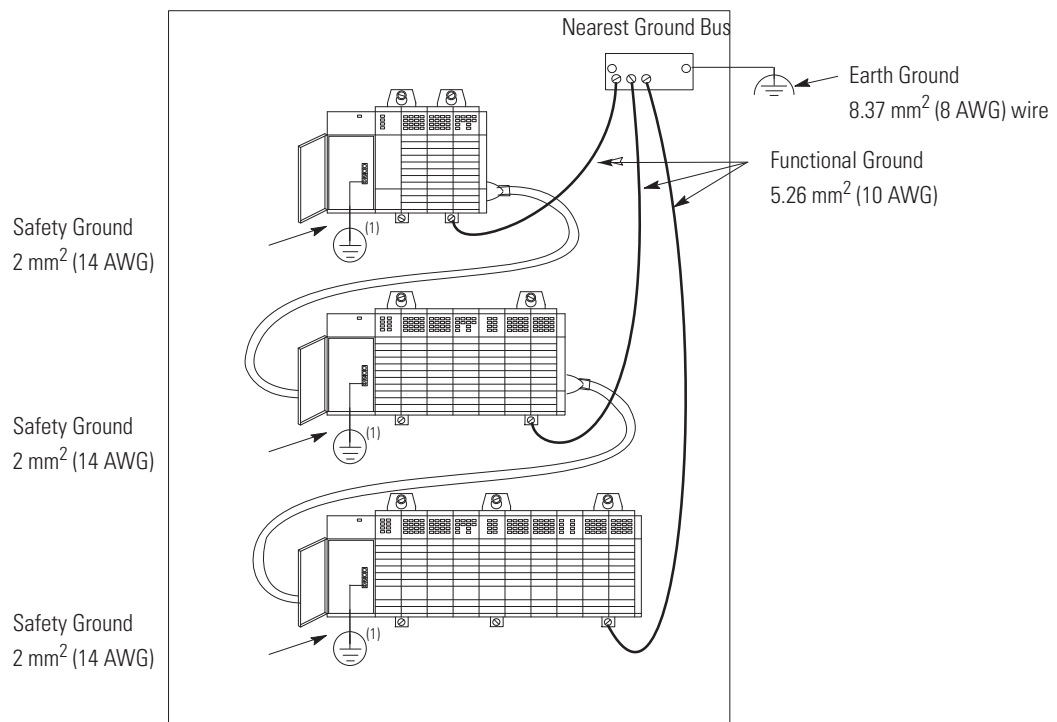 Nearest Ground Bus
Earth Ground
8.37 mm² (8 AWG) wire
Functional Ground
5.26 mm² (10 AWG)
Safety Ground
2 mm² (14 AWG)
(1)
Safety Ground
2 mm² (14 AWG)
(1)
Safety Ground
2 mm² (14 AWG)
(1)